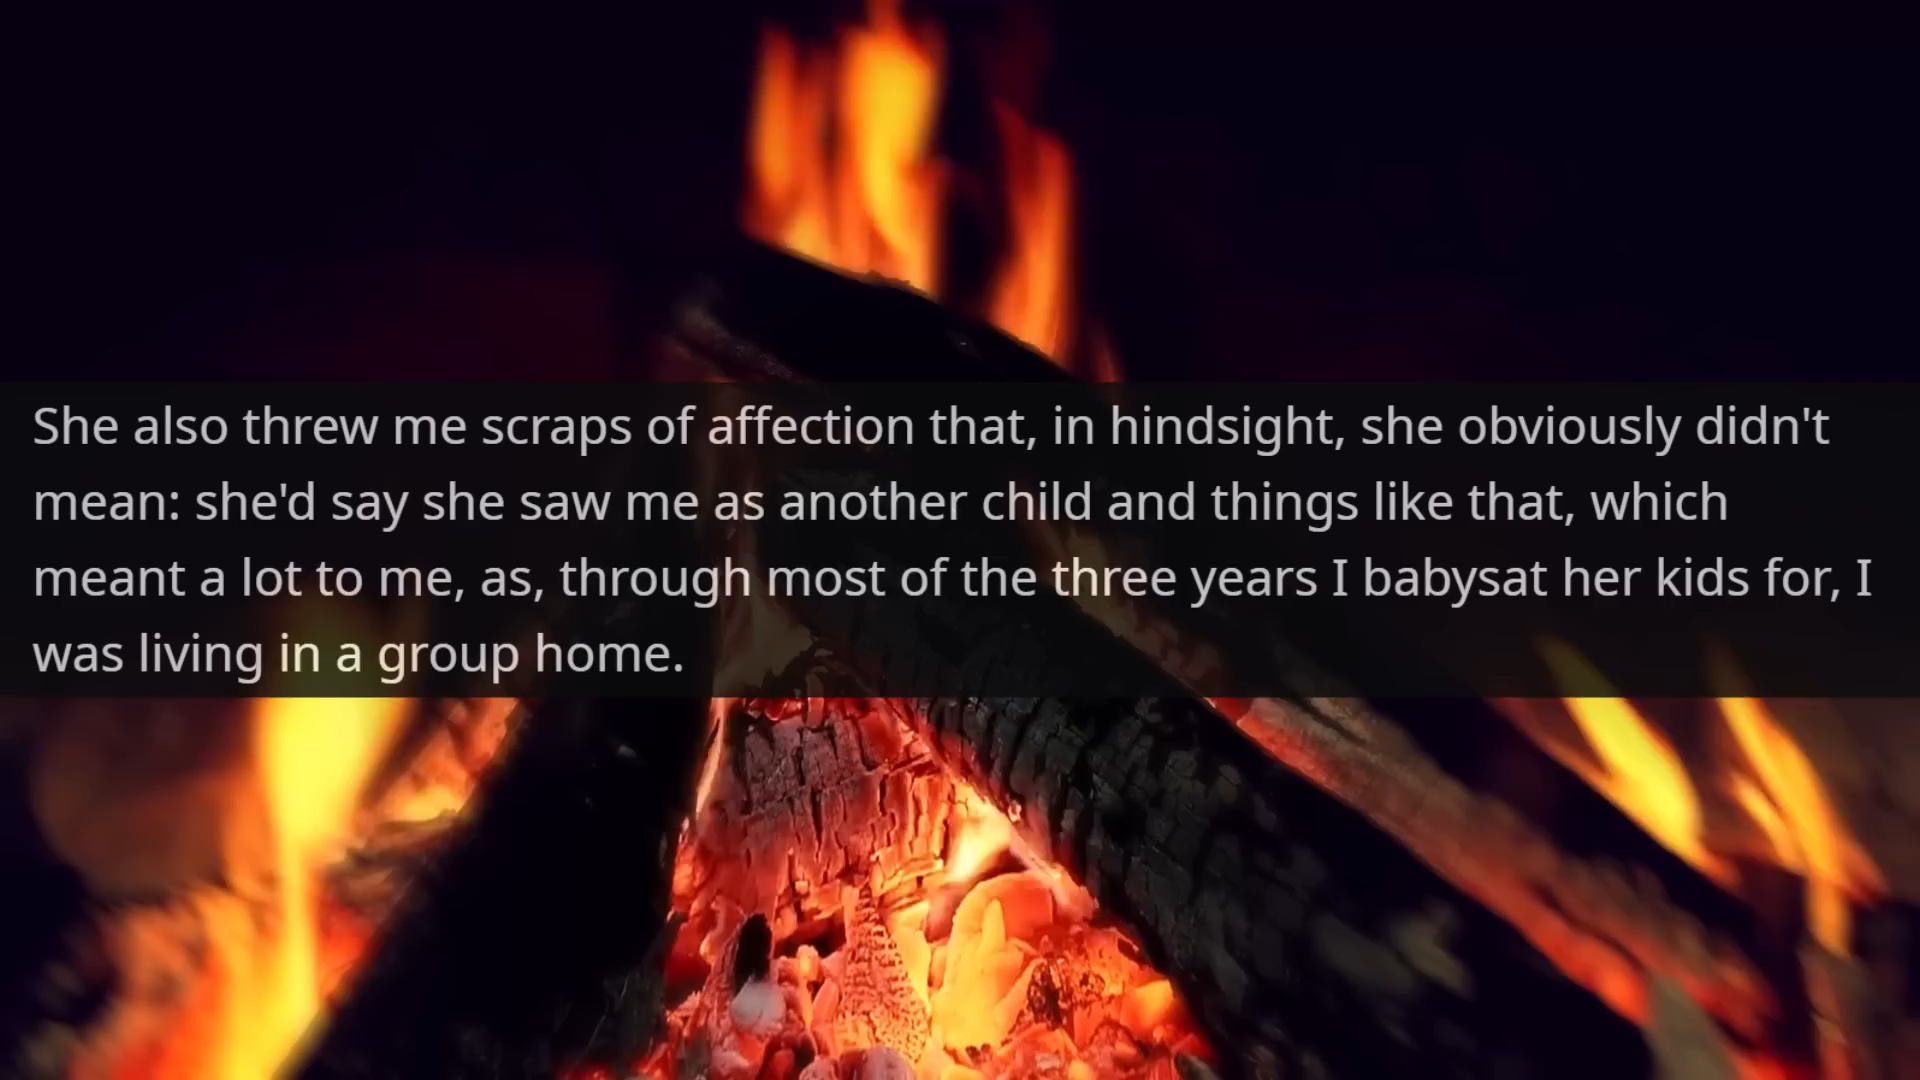 She also threw me scraps of affection that, in hindsight, she obviously didn't
mean: she'd say she saw me as another child and things like that, which
meant a lot to me, as, through most of the three years I babysat her kids for, I
was living in a group home.